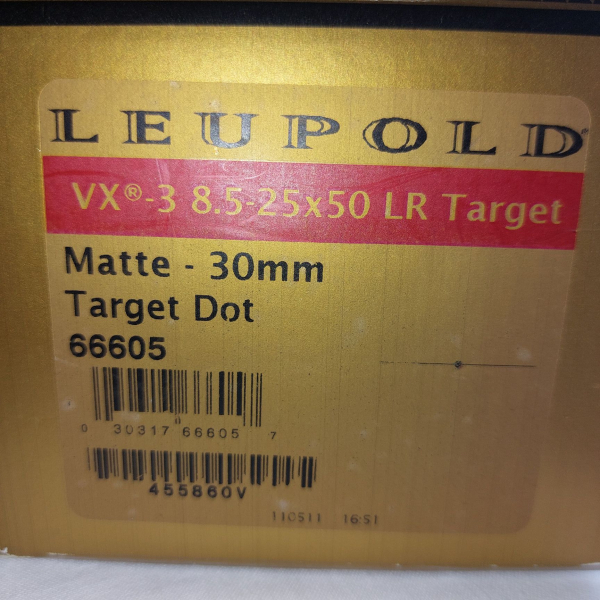 LEUPOLD®
VX®-3 8.5-25x50 LR Target
Matte - 30mm
Target Dot
66605
0 30317 66605 7
455860V
110511 16:51